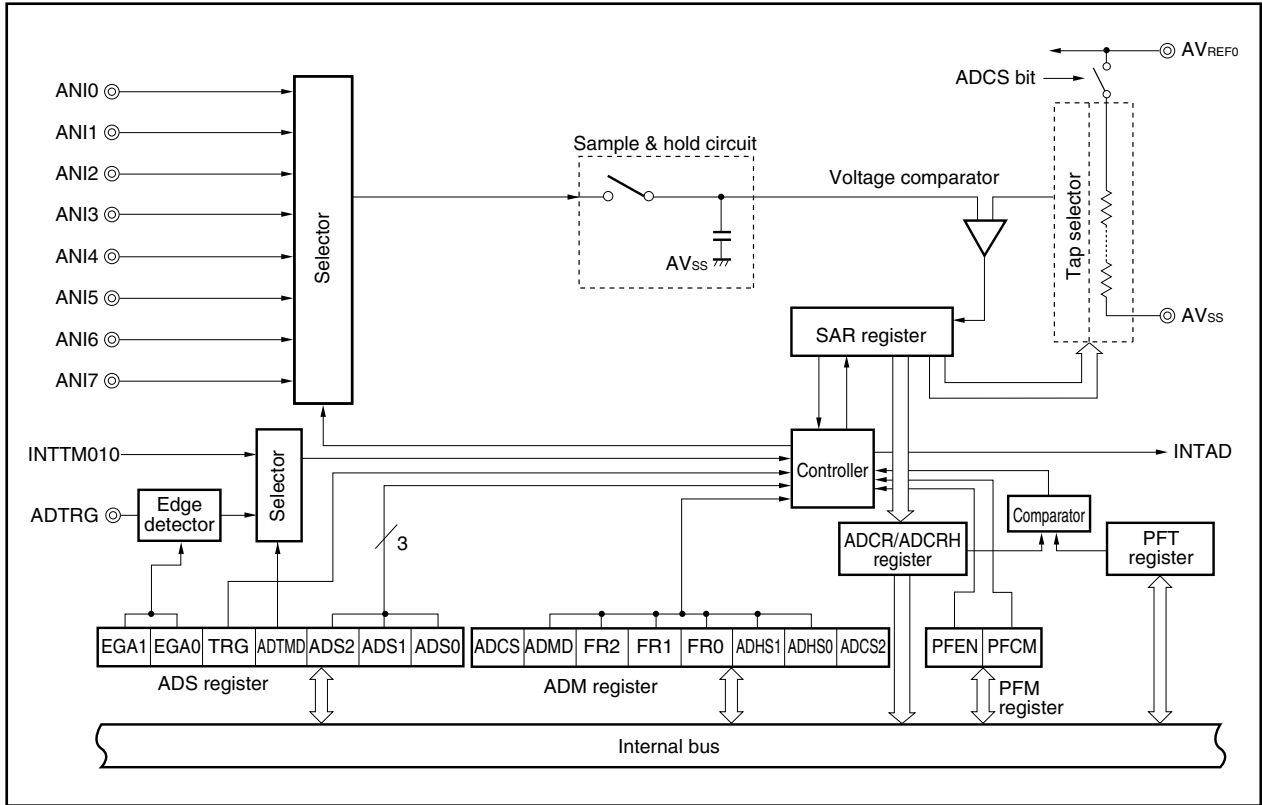 AVREF0
ADCS bit
ANI0
ANI1
ANI2
ANI3
ANI4
ANI5
ANI6
ANI7
Selector
Sample & hold circuit
AVSS
Voltage comparator
Tap selector
AVSS
SAR register
INTTM010
ADTRG
Edge
detector
Selector
3
Controller
INTAD
Comparator
ADCR/ADCRH
register
PFT
register
EGA1 EGA0 TRG ADTMD ADS2 ADS1 ADS0
ADS register
ADCS ADMD FR2 FR1 FR0 ADHS1 ADHS0 ADCS2
ADM register
PFEN PFCM
PFM
register
Internal bus